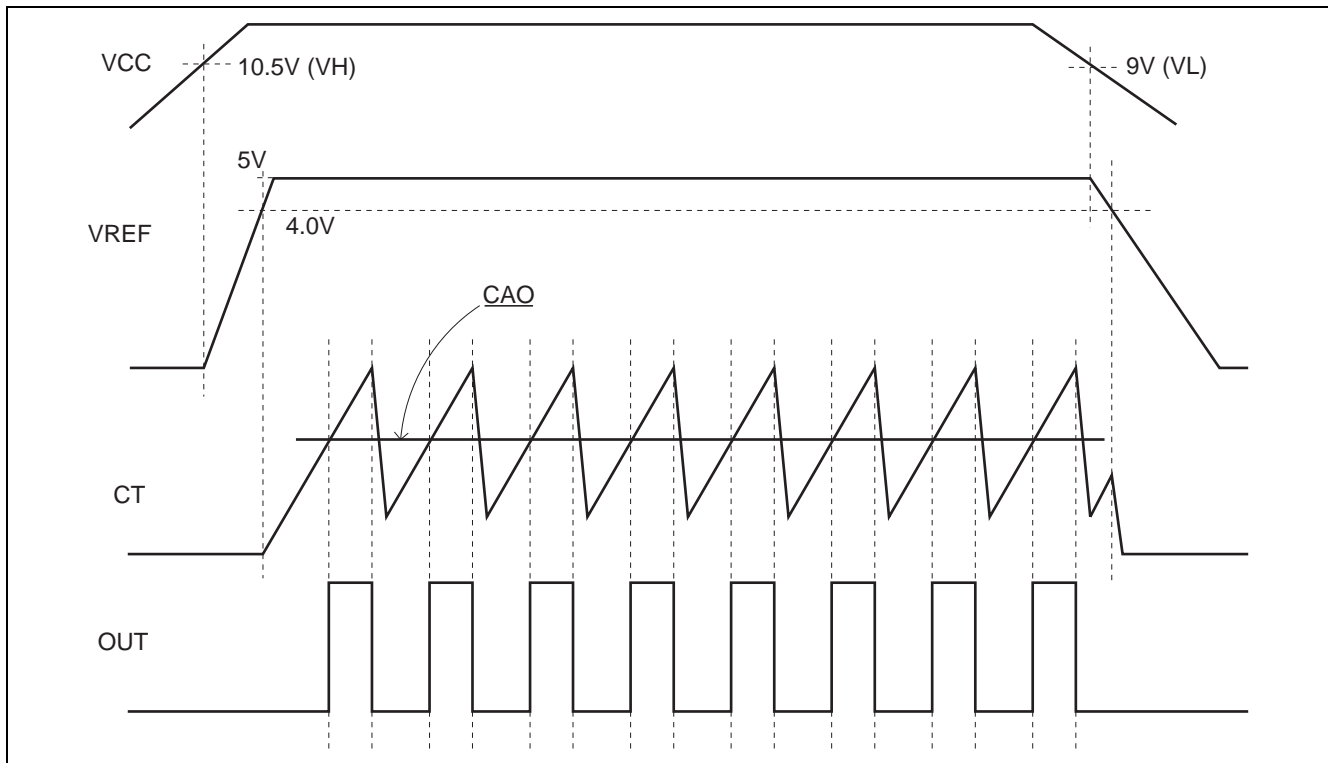 VCC
10.5V (VH)
9V (VL)
5V
4.0V
VREF
CAO
CT
OUT